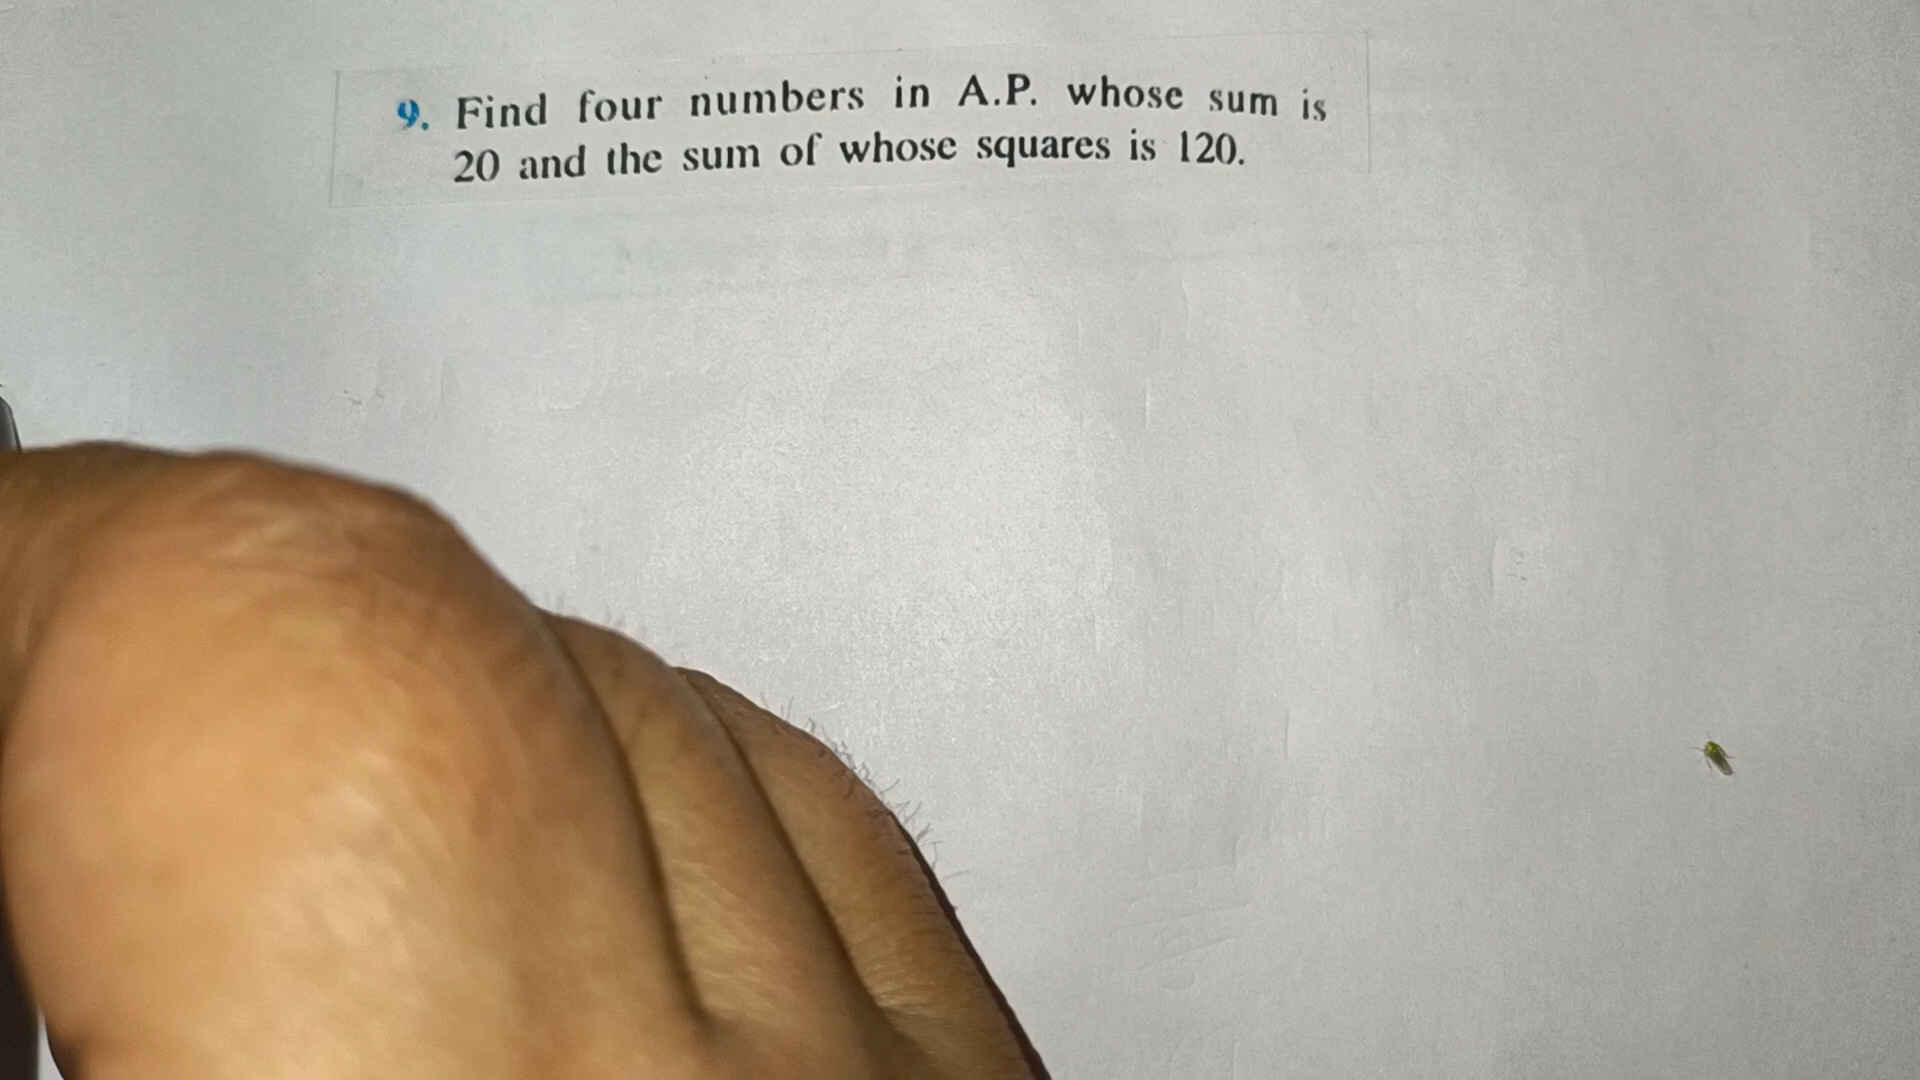 9. Find four numbers in A.P. whose sum is
20 and the sum of whose squares is 120.